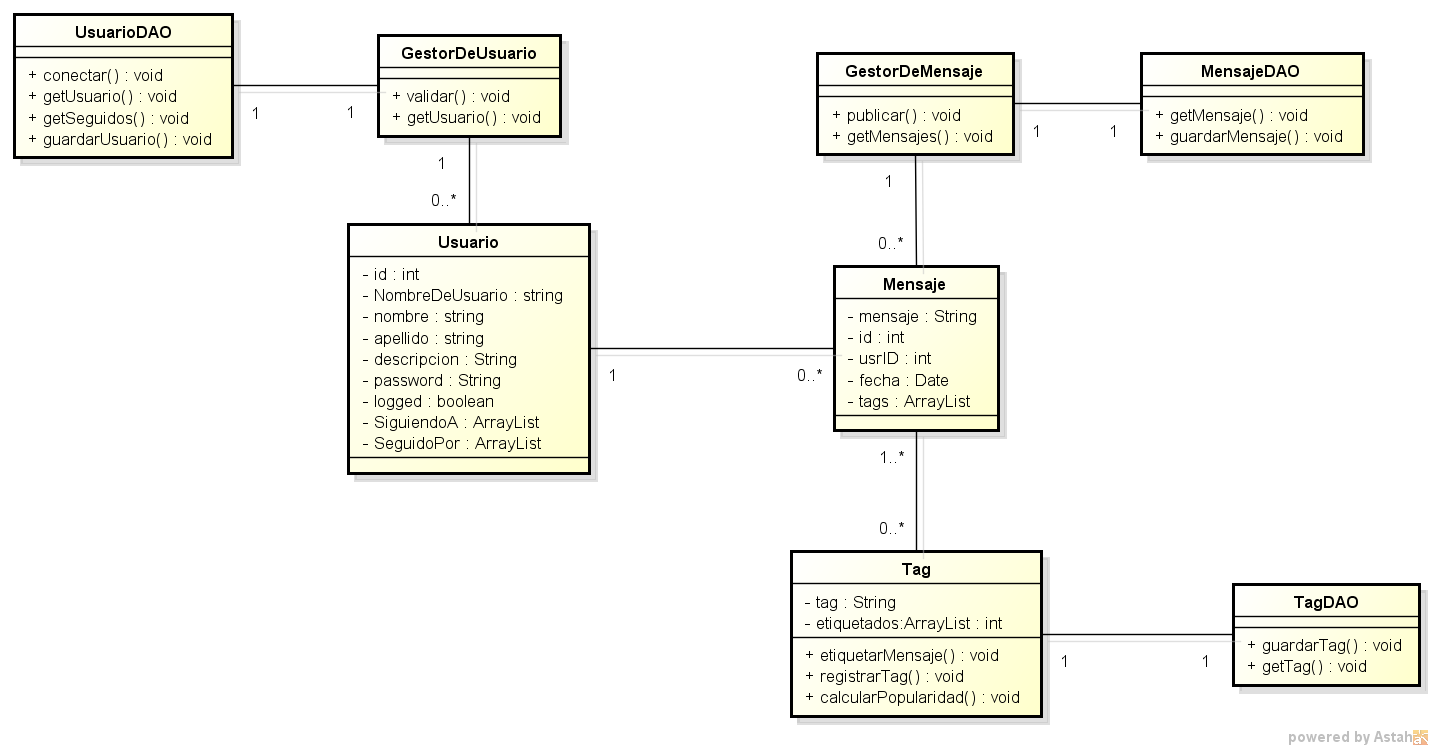 UsuarioDAO
+ conectar() : void
+ getUsuario() : void
+ getSeguidos() : void
+ guardarUsuario() : void
1
1
GestorDeUsuario
+ validar() : void
+ getUsuario() : void
1
0..*
GestorDeMensaje
+ publicar() : void
+ getMensajes() : void
1
1
MensajeDAO
+ getMensaje() : void
+ guardarMensaje() : void
1
0..*
Usuario
- id : int
- NombreDeUsuario : string
- nombre : string
- apellido : string
- descripcion : String
- password : String
- logged : boolean
- SiguiendoA : ArrayList
- SeguidoPor : ArrayList
1
0..*
Mensaje
- mensaje : String
- id : int
- usrID : int
- fecha : Date
- tags : ArrayList
1..*
0..*
Tag
- tag : String
- etiquetados:ArrayList : int
+ etiquetarMensaje() : void
+ registrarTag() : void
+ calcularPopularidad() : void
1
1
TagDAO
+ guardarTag() : void
+ getTag() : void
powered by Astah